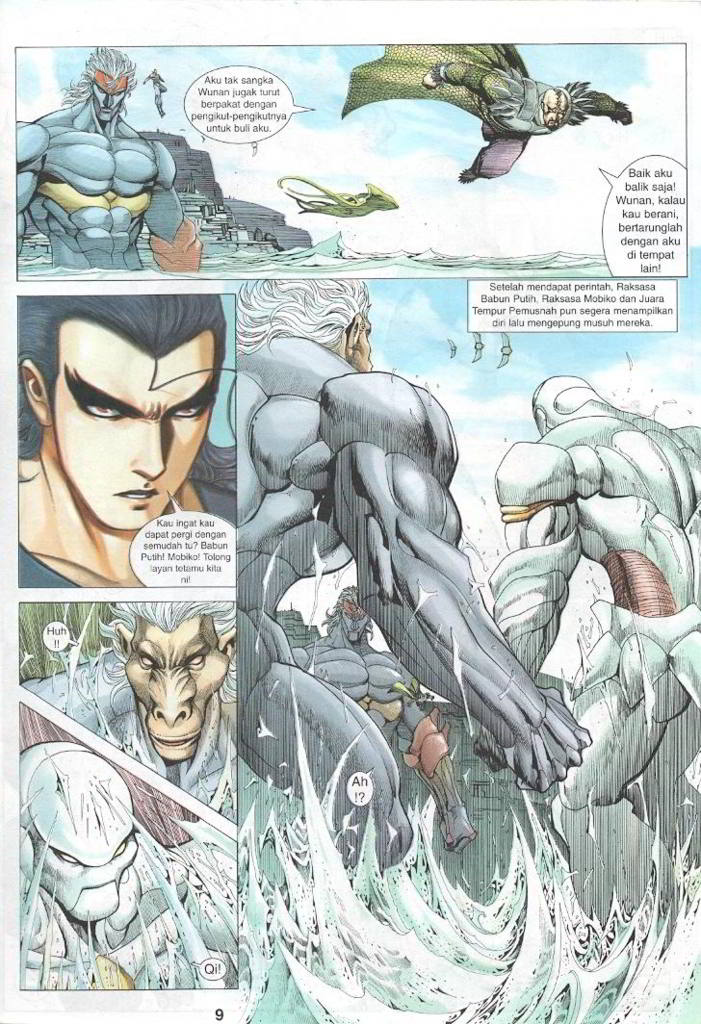 Aku tak sangka
Wunan jugak turut
berpakat dengan
pengikut-pengikutnya
untuk buli aku.
Baik aku
balik saja!
Wunan, kalau
kau berani,
bertarunglah
dengan aku
di tempat
lain!
Setelah mendapat perintah, Raksasa
Babun Putih, Raksasa Mobiko dan Juara
Tempur Pemusnah pun segera menampilkan
diri lalu mengepung musuh mereka.
Kau ingat kau
dapat pergi dengan
semudah tu? Babun
Putih! Mobiko! Tolong
layan tetamu kita
ni!
Huh
!!
Ah
!?
Qi!
9